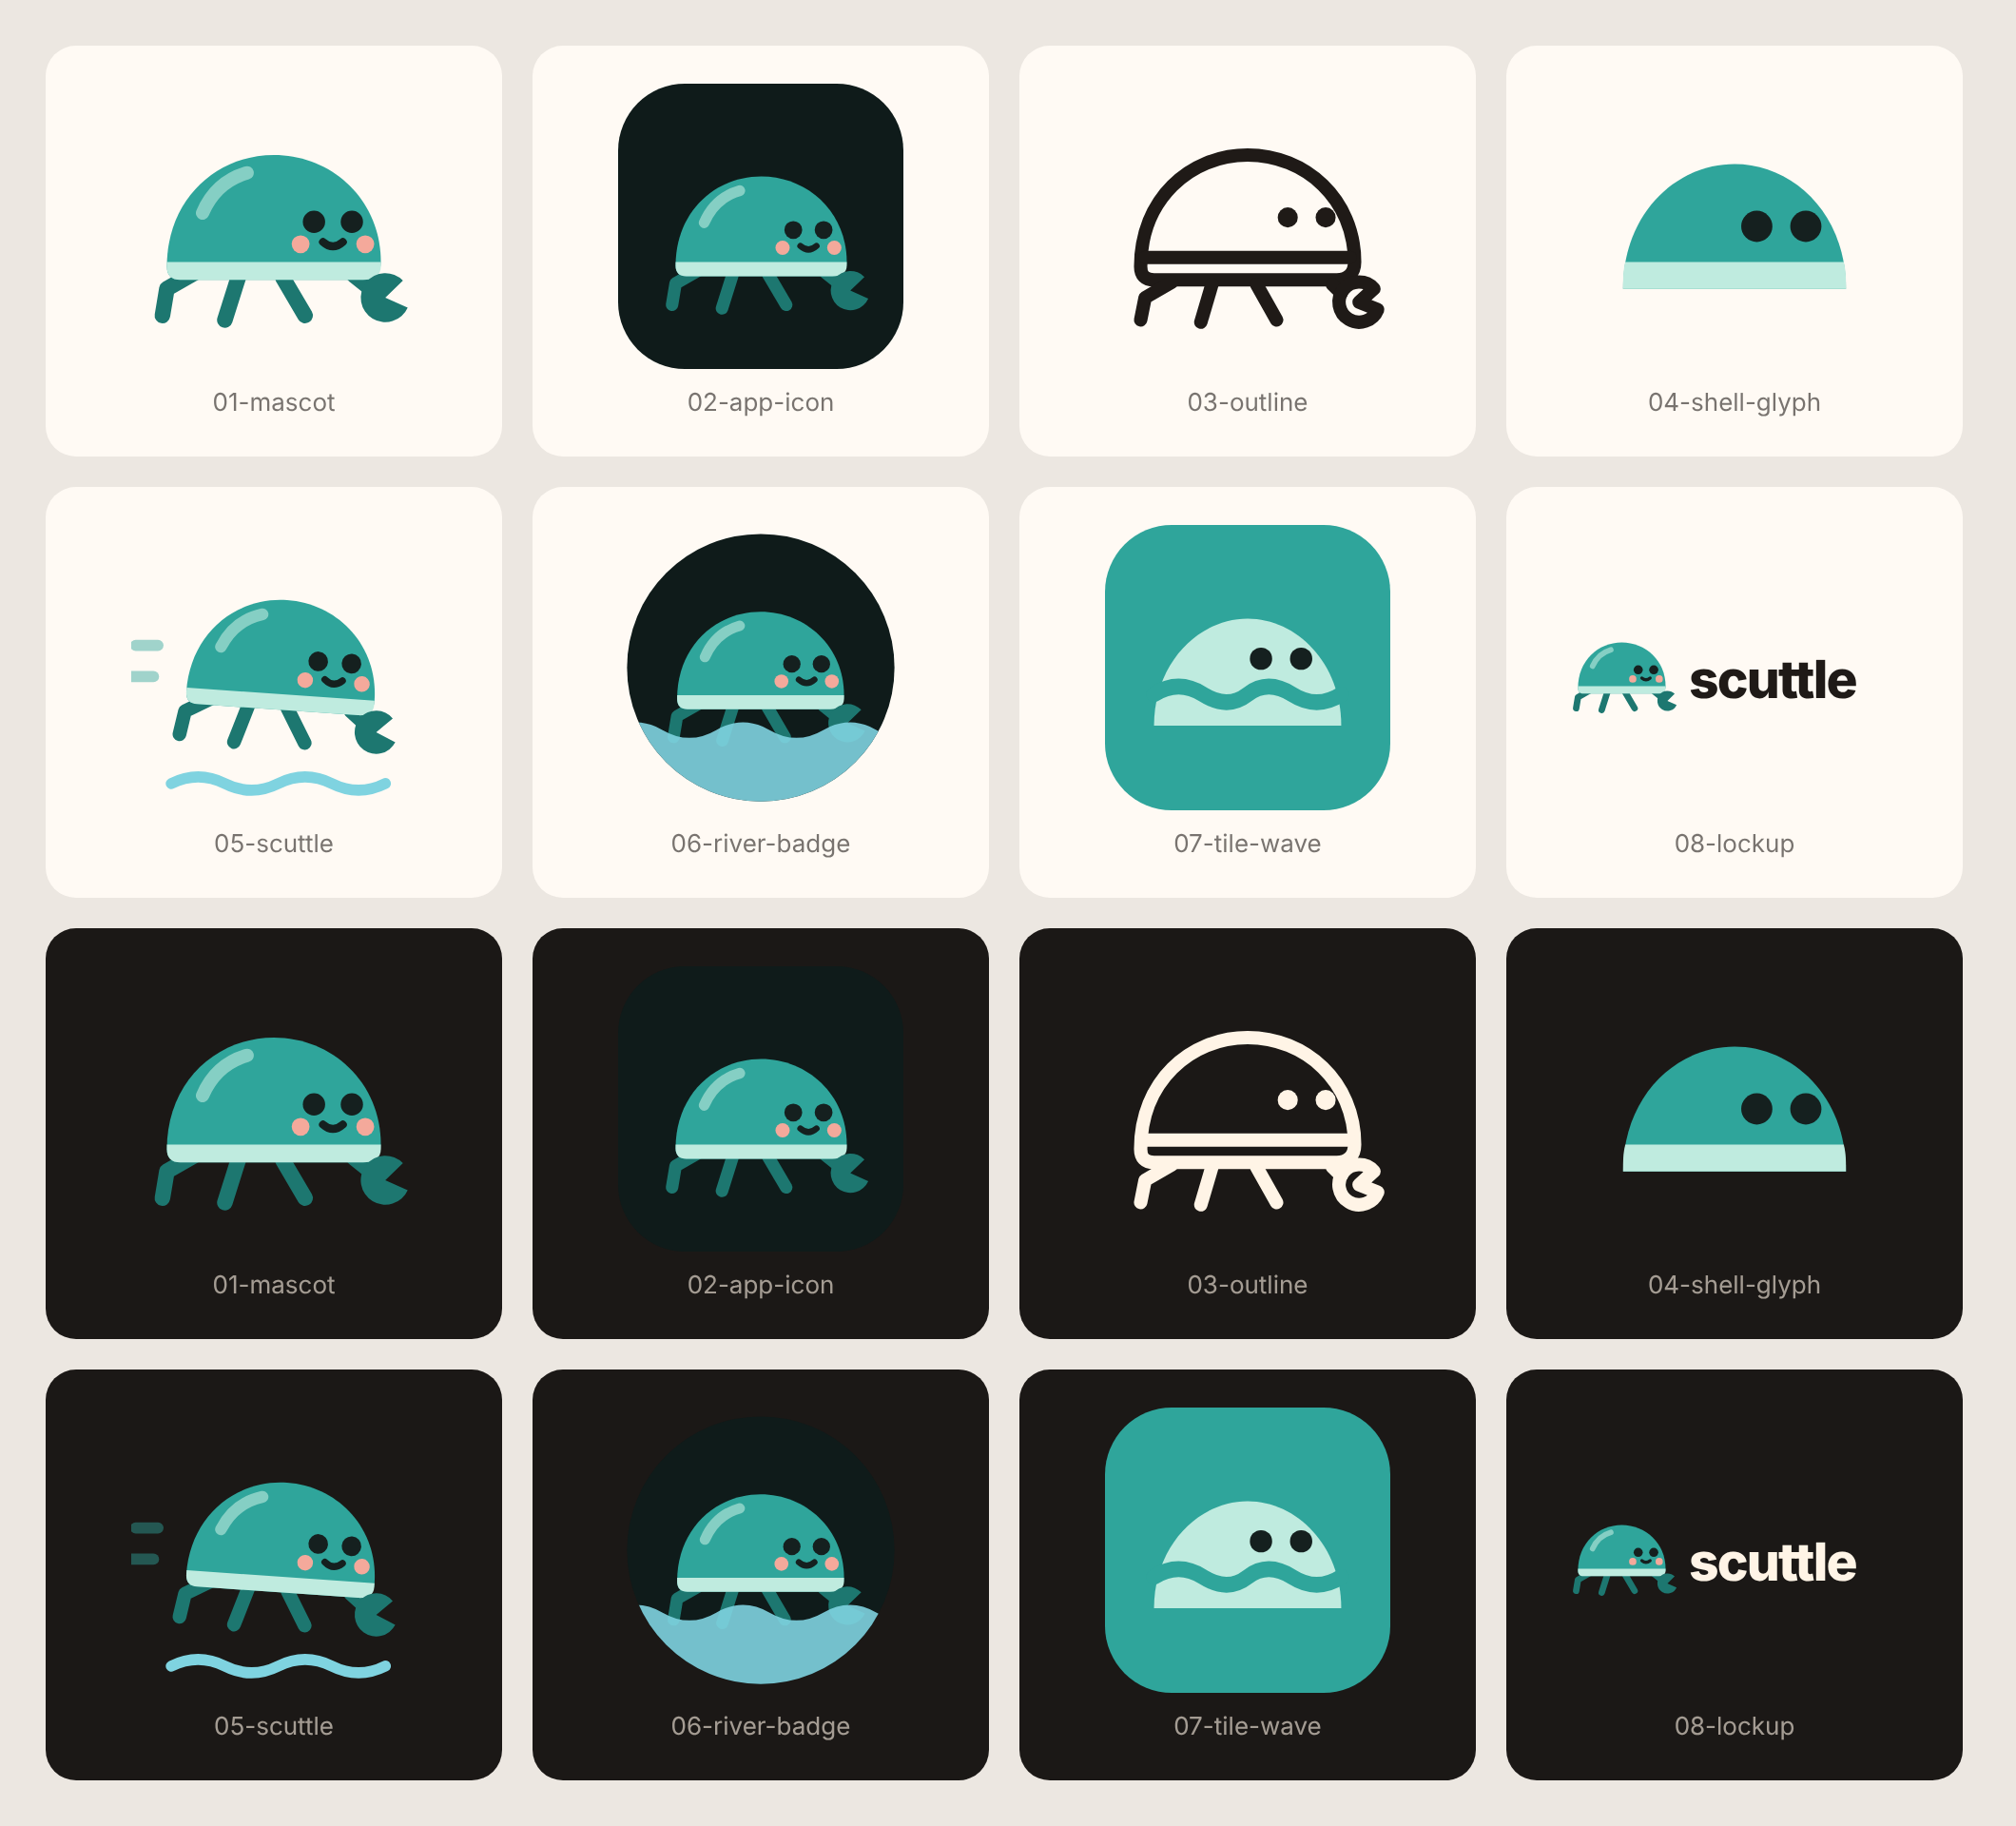 01-mascot
02-app-icon
03-outline
04-shell-glyph
scuttle
05-scuttle
06-river-badge
07-tile-wave
08-lockup
01-mascot
02-app-icon
03-outline
04-shell-glyph
scuttle
05-scuttle
06-river-badge
07-tile-wave
08-lockup